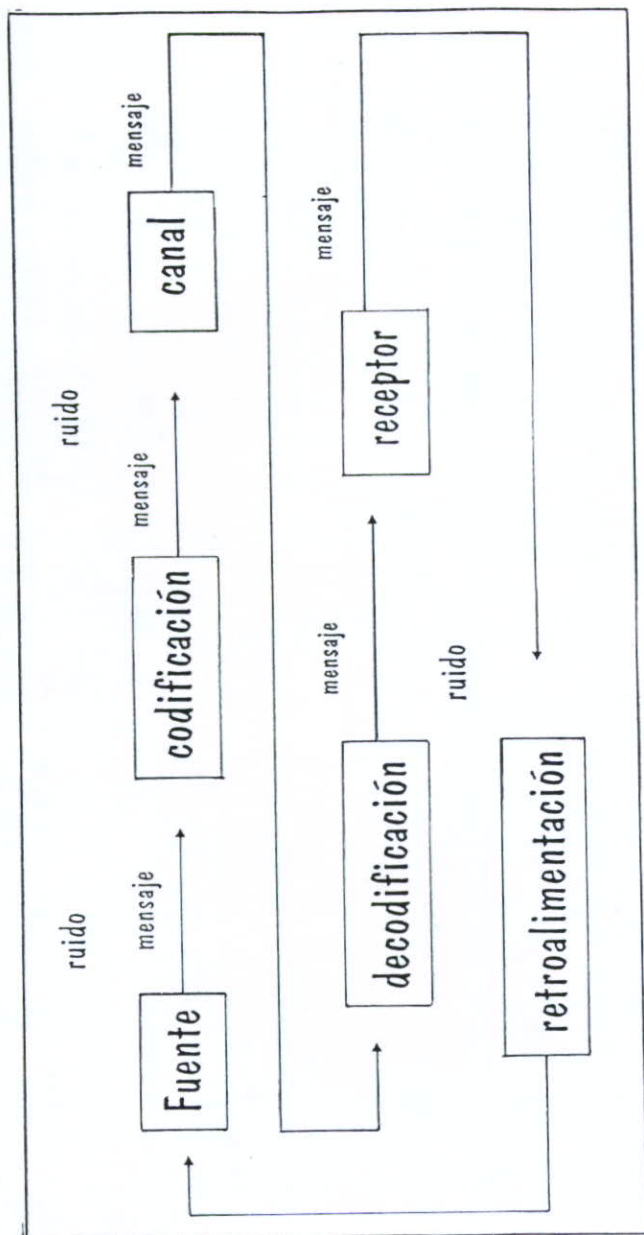 ruido
ruido
mensaje
mensaje
mensaje
Fuente
codificación
canal
mensaje
mensaje
decodificación
receptor
ruido
retroalimentación